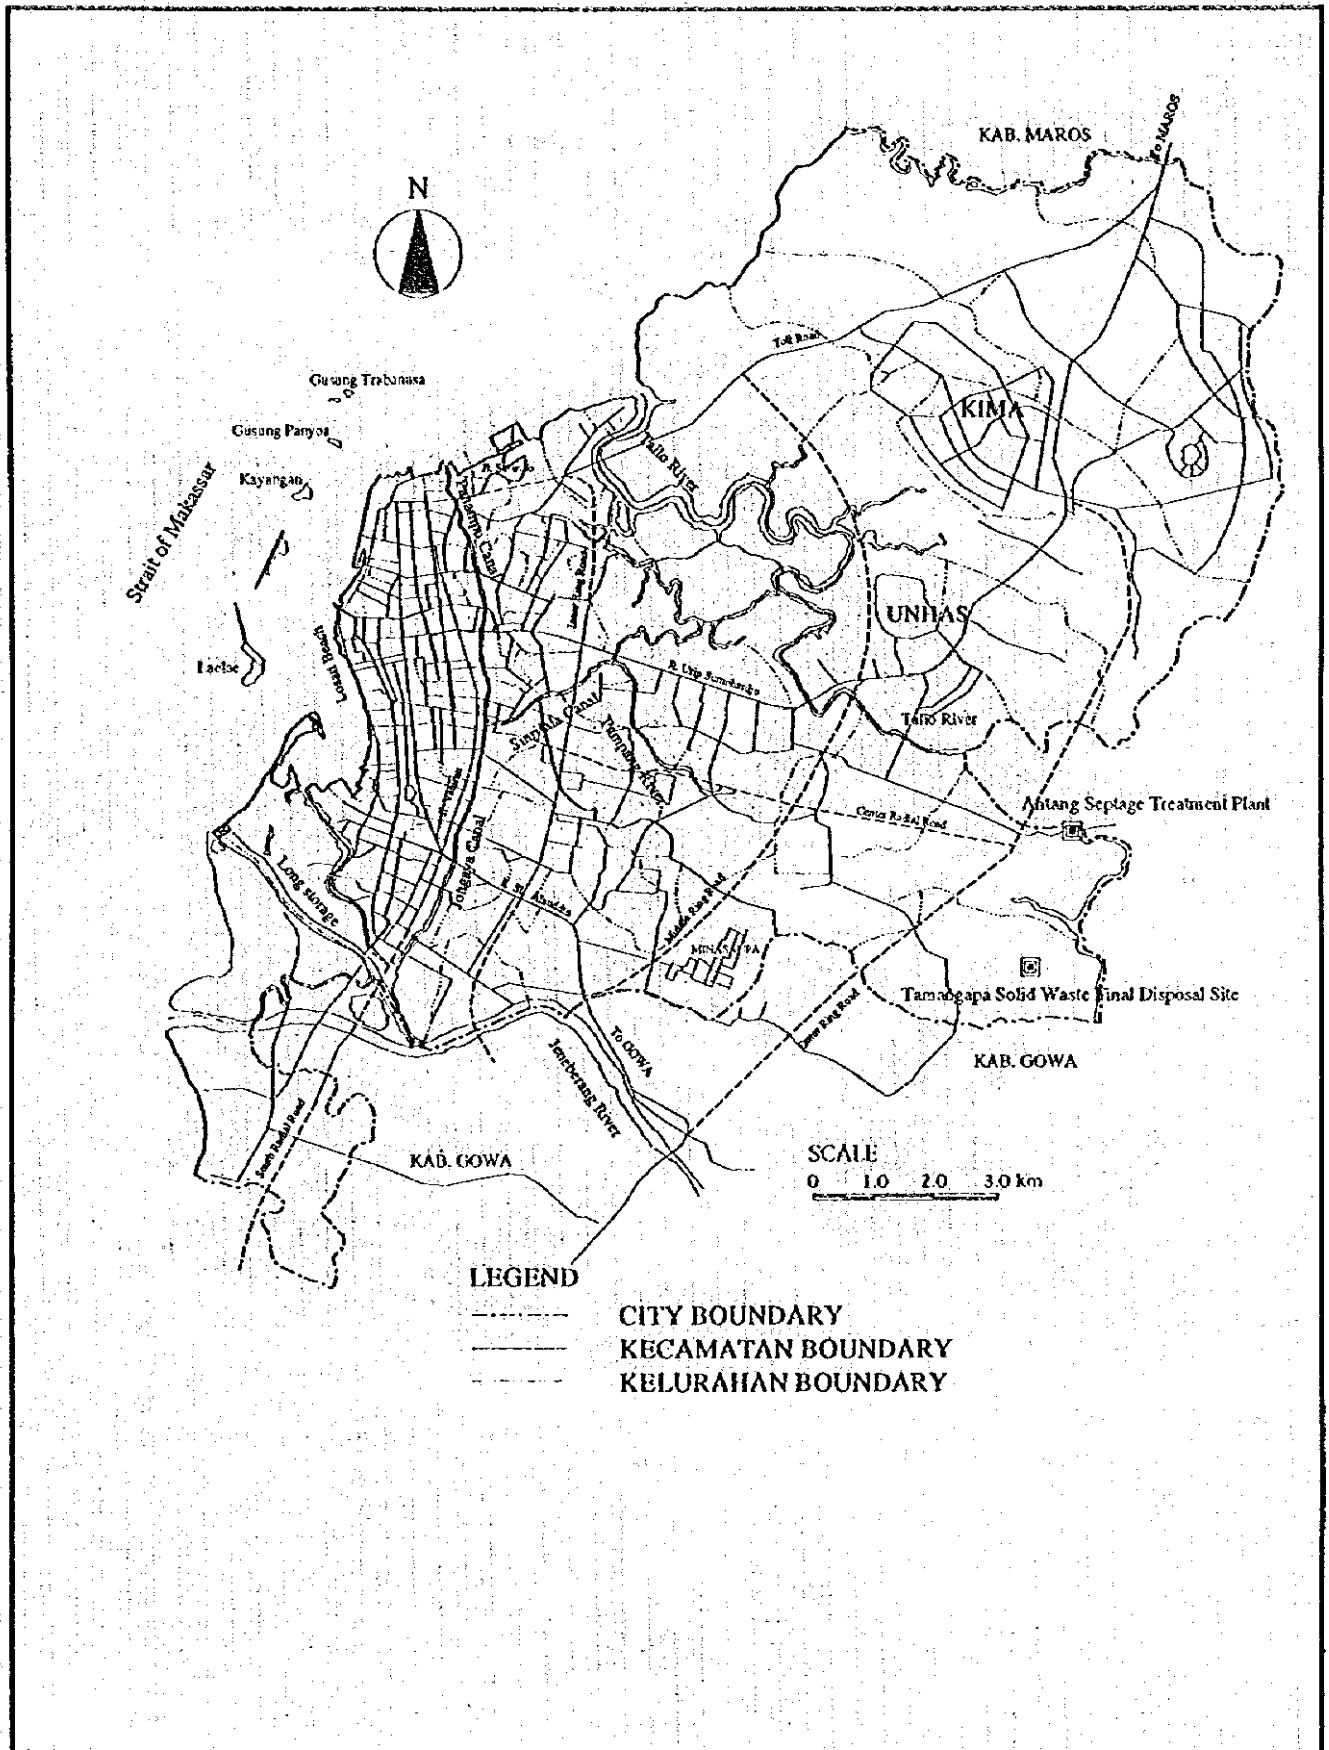 KAB. MAROS
To MAROS
N
Toll Road
Gusung Trabanusa
KIMA
Gusung Panyoa
Tallo River
Kayangan
Strait of Makassar
Panampu Canal
Inner Ring Road
UNHAS
Losari Beach
Laelae
Jl. Urip Sumoharjo
Tallo River
Sinrijala Canal
Pampang River
Antang Septage Treatment Plant
Center Radial Road
Long storage
Jongaya Canal
Middle Ring Road
Tamangapa Solid Waste Final Disposal Site
Outer Ring Road
To GOWA
Jeneberang River
KAB. GOWA
South Radial Road
KAB. GOWA
SCALE
0 1.0 2.0 3.0 km
LEGEND
CITY BOUNDARY
KECAMATAN BOUNDARY
KELURAHAN BOUNDARY